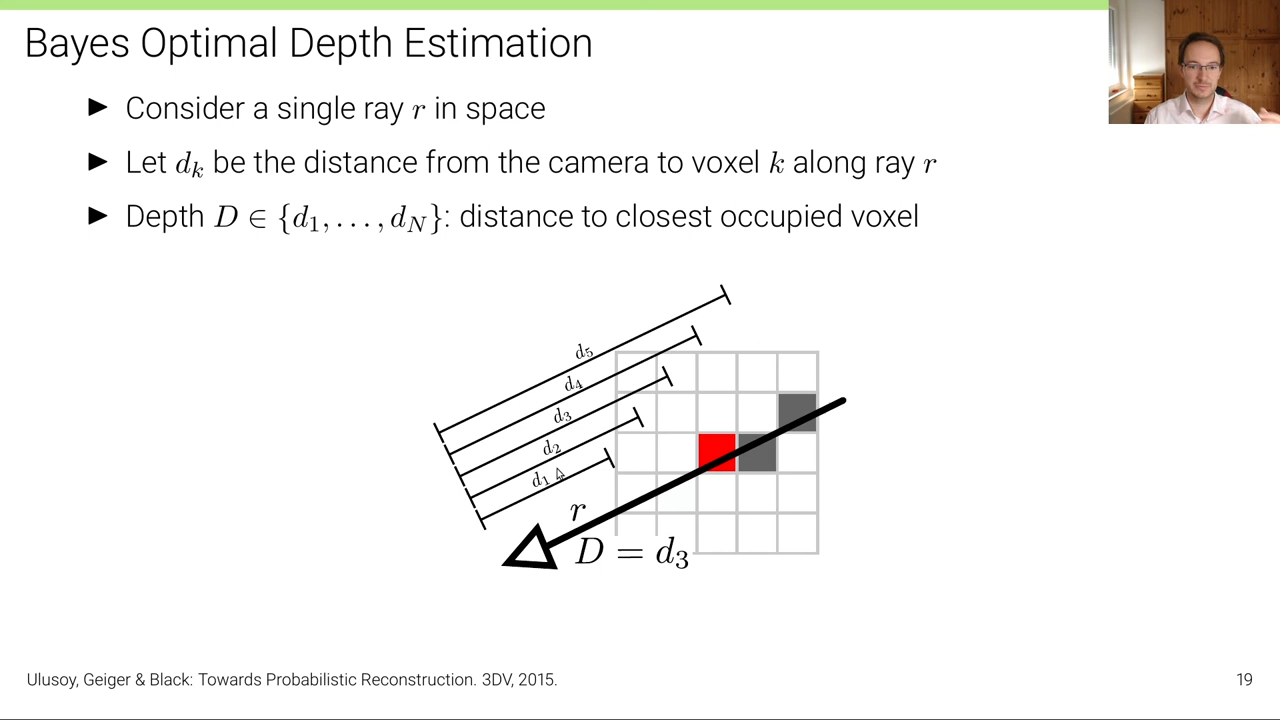 Bayes Optimal Depth Estimation
▶ Consider a single ray r in space
▶ Let d_k be the distance from the camera to voxel k along ray r
▶ Depth D ∈ {d_1, . . . , d_N}: distance to closest occupied voxel
d_5
d_4
d_3
d_2
d_1
r
D = d_3
Ulusoy, Geiger & Black: Towards Probabilistic Reconstruction. 3DV, 2015.
19